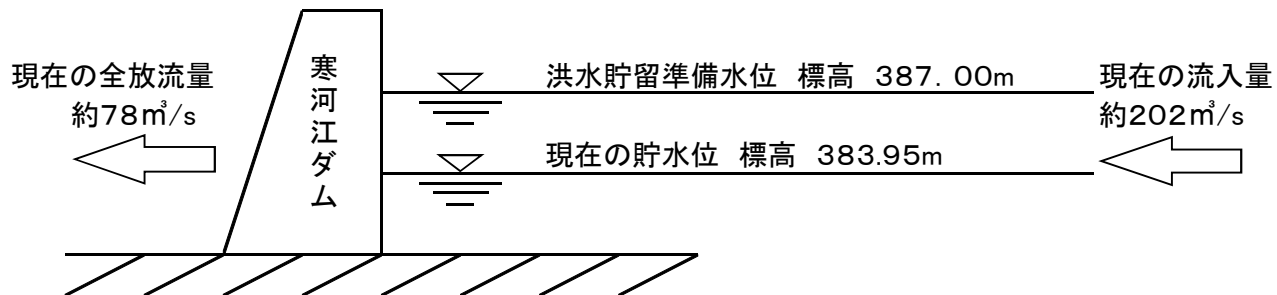 現在の全放流量
約78㎥/s
寒河江ダム
洪水貯留準備水位 標高 387.00m
現在の貯水位 標高 383.95m
現在の流入量
約202㎥/s